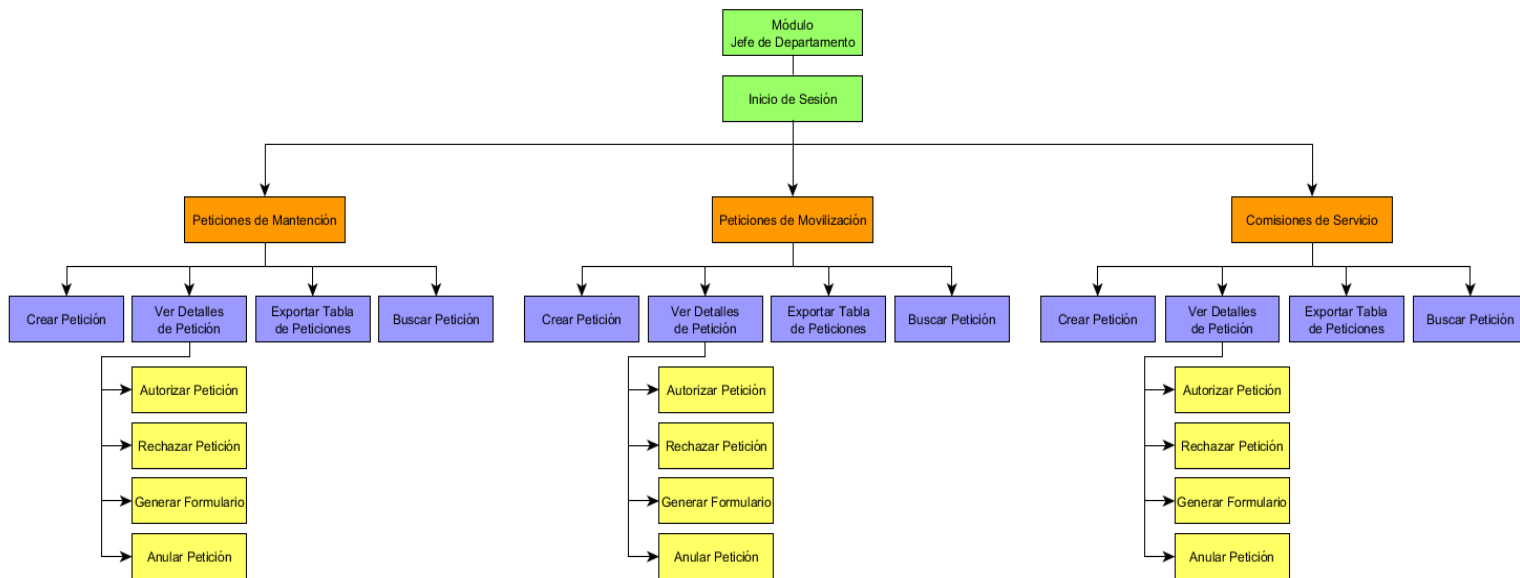 Módulo
Jefe de Departamento
Inicio de Sesión
Peticiones de Mantención
Peticiones de Movilización
Comisiones de Servicio
Crear Petición
Ver Detalles
de Petición
Exportar Tabla
de Peticiones
Buscar Petición
Crear Petición
Ver Detalles
de Petición
Exportar Tabla
de Peticiones
Buscar Petición
Crear Petición
Ver Detalles
de Petición
Exportar Tabla
de Peticiones
Buscar Petición
Autorizar Petición
Rechazar Petición
Generar Formulario
Anular Petición
Autorizar Petición
Rechazar Petición
Generar Formulario
Anular Petición
Autorizar Petición
Rechazar Petición
Generar Formulario
Anular Petición